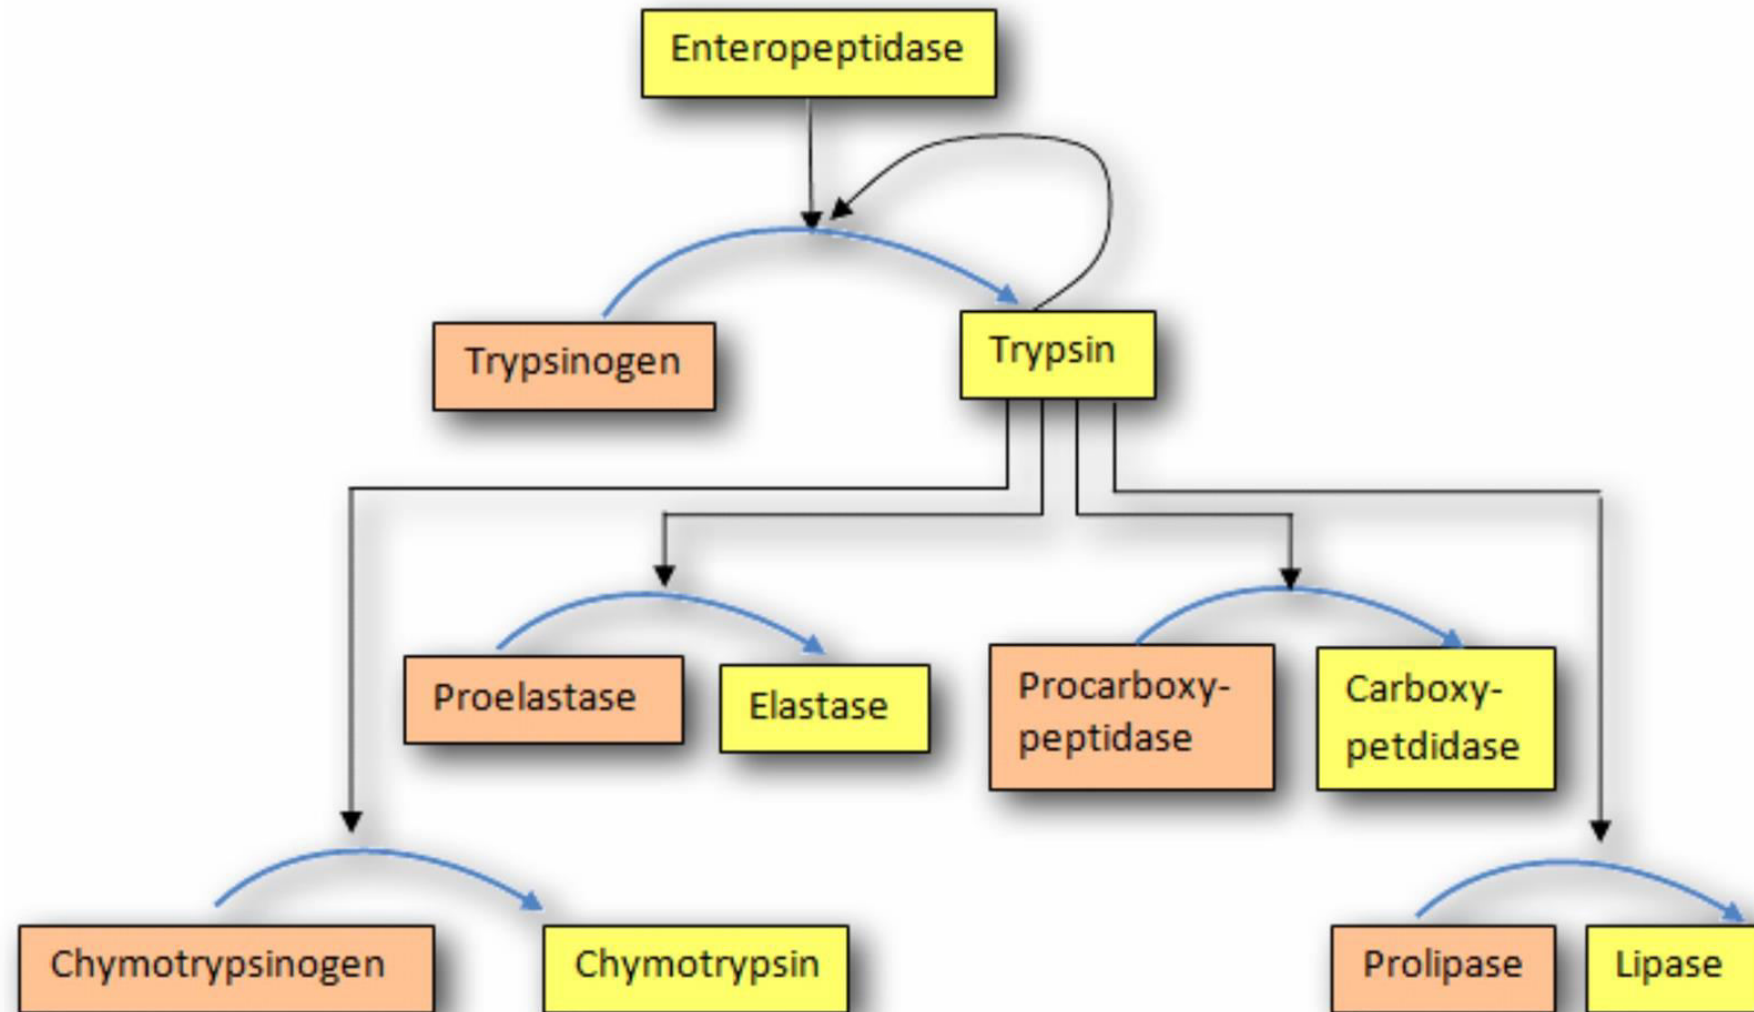 Enteropeptidase
Trypsinogen
Trypsin
Proelastase
Elastase
Procarboxy-
peptidase
Carboxy-
petdidase
Chymotrypsinogen
Chymotrypsin
Prolipase
Lipase